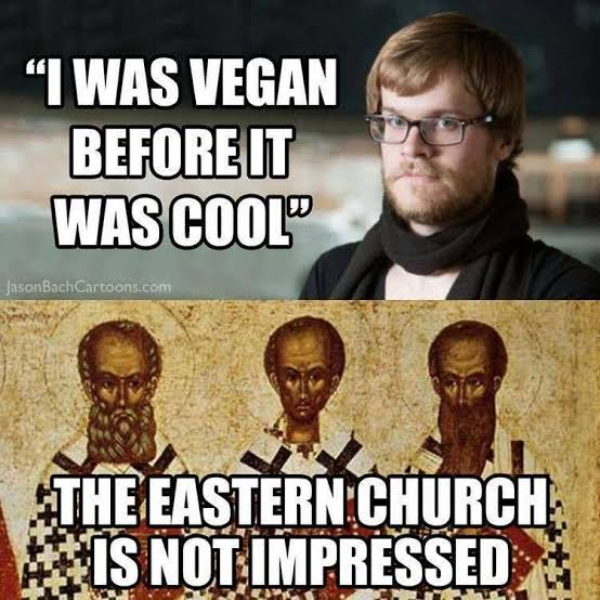 “I WAS VEGAN
BEFORE IT
WAS COOL”
JasonBachCartoons.com
THE EASTERN CHURCH
IS NOT IMPRESSED